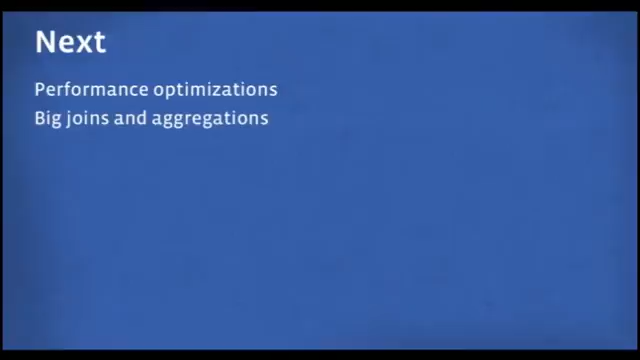 Next
Performance optimizations
Big joins and aggregations